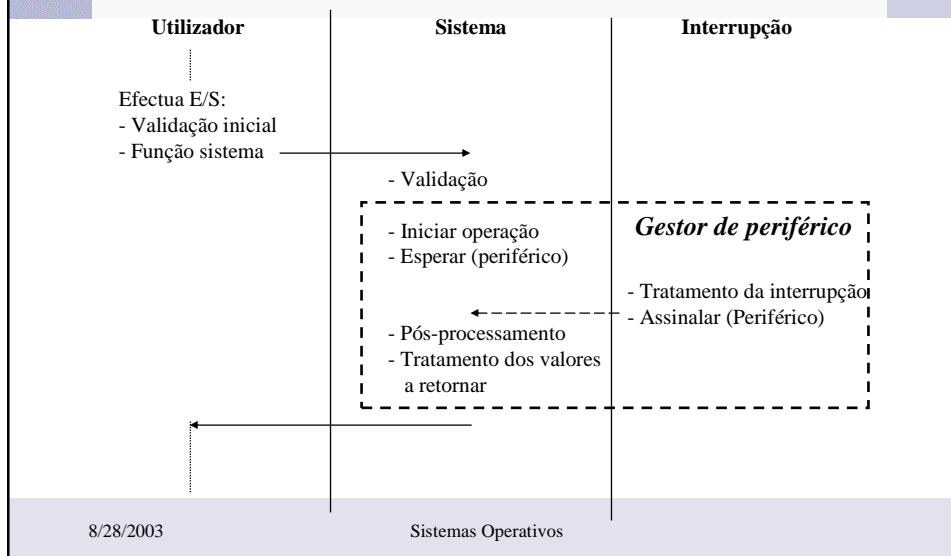 Utilizador
Sistema
Interrupção
Efectua E/S:
- Validação inicial
- Função sistema
- Validação
- Iniciar operação
- Esperar (periférico)
Gestor de periférico
- Tratamento da interrupção
- Assinalar (Periférico)
- Pós-processamento
- Tratamento dos valores
a retornar
8/28/2003
Sistemas Operativos